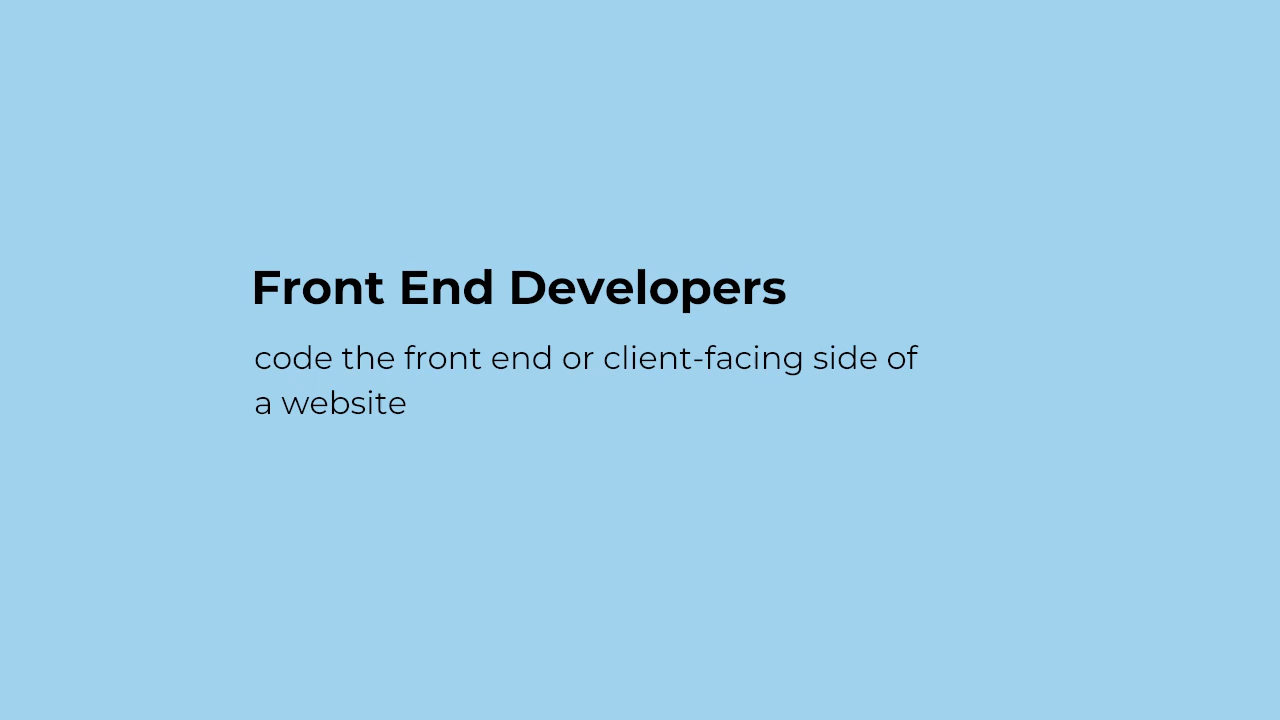 Front End Developers
code the front end or client-facing side of
a website